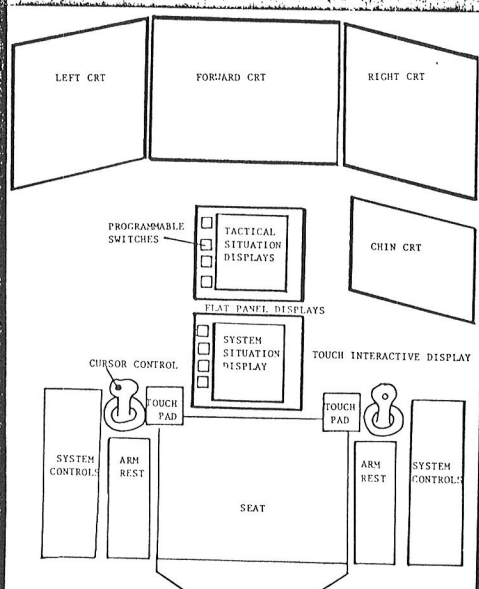 LEFT CRT
FORWARD CRT
RIGHT CRT
PROGRAMMABLE
SWITCHES
TACTICAL
SITUATION
DISPLAYS
CHIN CRT
FLAT PANEL DISPLAYS
SYSTEM
SITUATION
DISPLAY
TOUCH INTERACTIVE DISPLAY
CURSOR CONTROL
TOUCH
PAD
TOUCH
PAD
SYSTEM
CONTROLS
ARM
REST
SEAT
ARM
REST
SYSTEM
CONTROLS